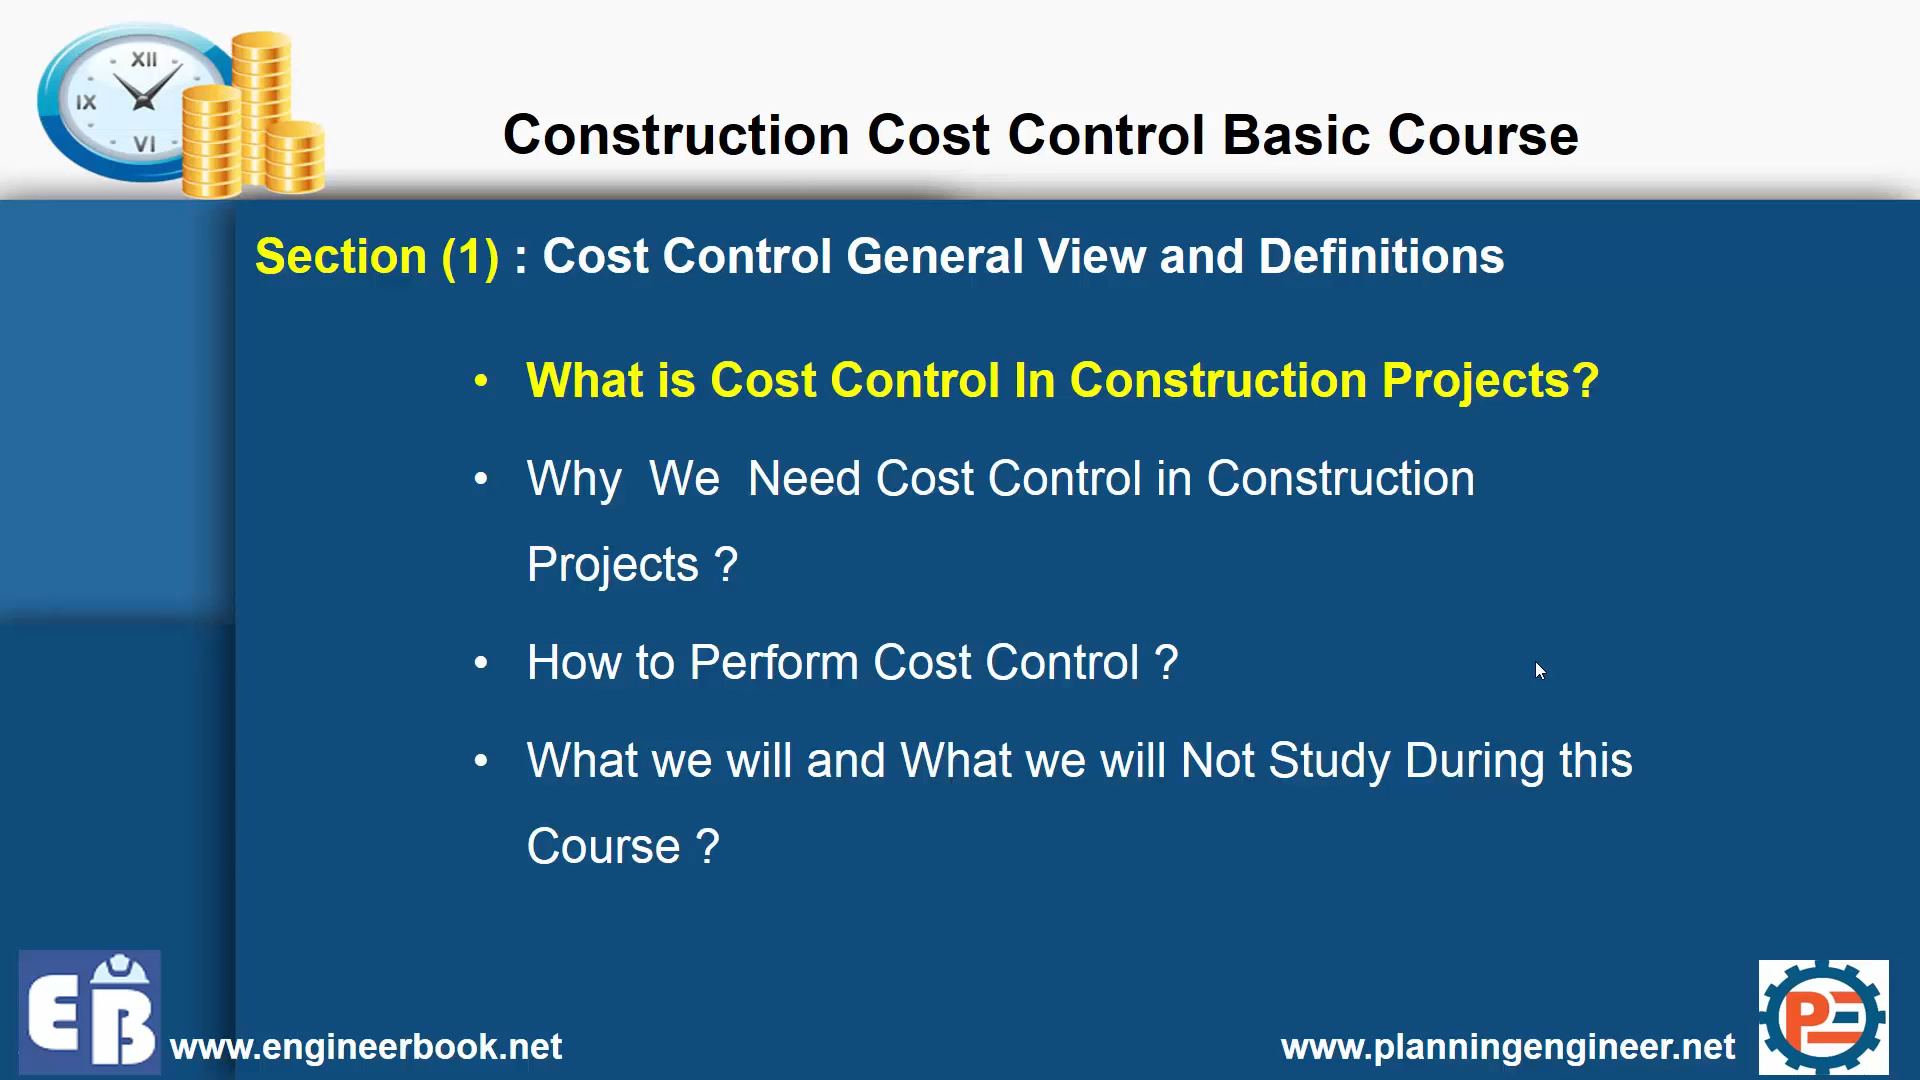 XII
IX
VI
Construction Cost Control Basic Course
Section (1) : Cost Control General View and Definitions
• What is Cost Control In Construction Projects?
• Why We Need Cost Control in Construction
Projects ?
• How to Perform Cost Control ?
• What we will and What we will Not Study During this
Course ?
EB
www.engineerbook.net
www.planningengineer.net
PE